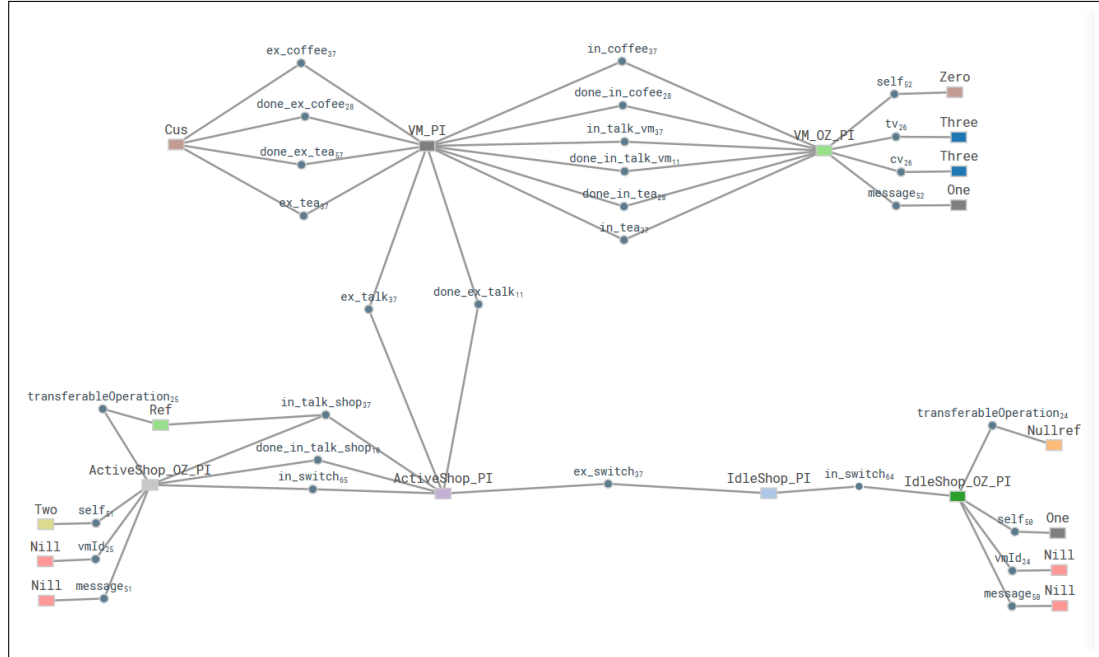 ex_coffee₃₇
in_coffee₃₇
self₅₂
Zero
done_ex_cofee₂₈
done_in_cofee₂₈
Cus
VM_PI
in_talk_vm₃₇
VM_OZ_PI
tv₂₆
Three
done_ex_tea₅₇
done_in_talk_vm₁₁
cv₂₆
Three
ex_tea₃₇
done_in_tea₂₈
message₅₂
One
in_tea₃₇
ex_talk₃₇
done_ex_talk₁₁
transferableOperation₂₅
Ref
in_talk_shop₃₇
transferableOperation₂₄
Nullref
done_in_talk_shop₁₀
ActiveShop_OZ_PI
in_switch₆₅
ActiveShop_PI
ex_switch₃₇
IdleShop_PI
in_switch₆₄
IdleShop_OZ_PI
Two
self₅₁
self₅₀
One
Nill
vmId₂₅
vmId₂₄
Nill
Nill
message₅₁
message₅₀
Nill